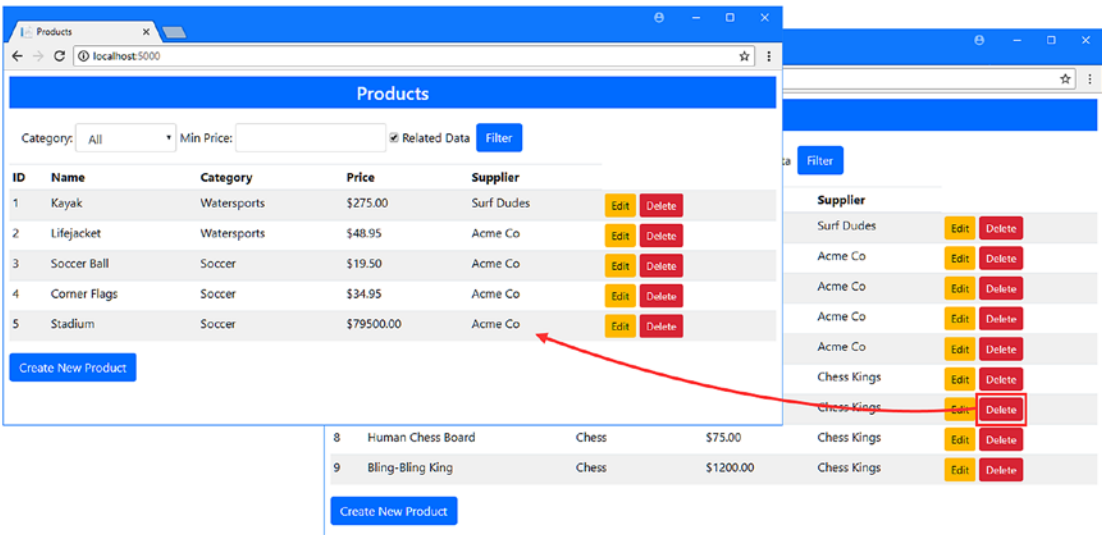 Products
localhost:5000
Products
Category: All Min Price: Related Data Filter
ID Name Category Price Supplier
1 Kayak Watersports $275.00 Surf Dudes Edit Delete
2 Lifejacket Watersports $48.95 Acme Co Edit Delete
3 Soccer Ball Soccer $19.50 Acme Co Edit Delete
4 Corner Flags Soccer $34.95 Acme Co Edit Delete
5 Stadium Soccer $79500.00 Acme Co Edit Delete
Create New Product
ta Filter
Supplier
Surf Dudes Edit Delete
Acme Co Edit Delete
Acme Co Edit Delete
Acme Co Edit Delete
Acme Co Edit Delete
Chess Kings Edit Delete
Chess Kings Edit Delete
8 Human Chess Board Chess $75.00 Chess Kings Edit Delete
9 Bling-Bling King Chess $1200.00 Chess Kings Edit Delete
Create New Product